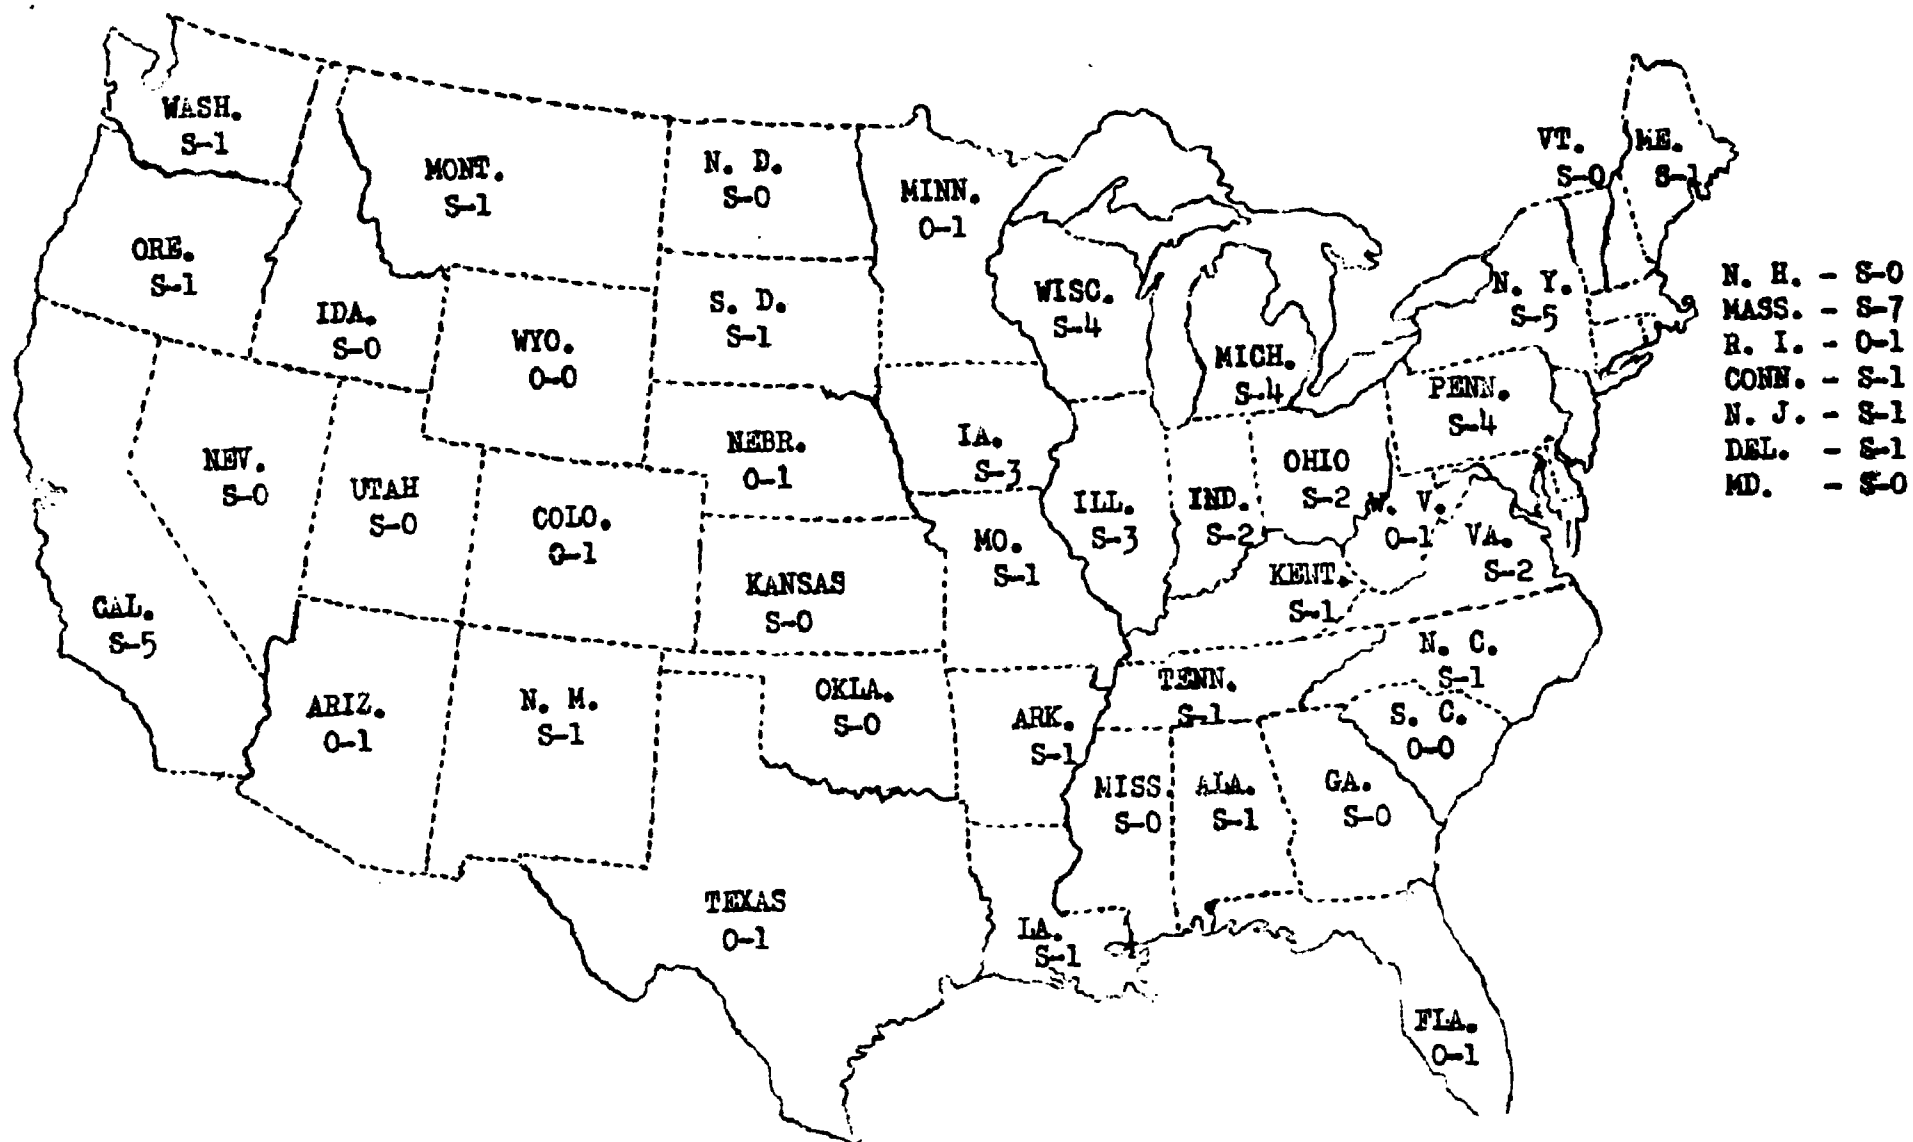 WASH.
S-1
MONT.
S-1
N. D.
S-0
MINN.
O-1
VT.
S-0
ME.
S-1
ORE.
S-1
IDA.
S-0
WYO.
O-0
S. D.
S-1
WISC.
S-4
MICH.
S-4
N. Y.
S-5
N. H. - S-0
MASS. - S-7
R. I. - O-1
CONN. - S-1
N. J. - S-1
DEL. - S-1
MD. - S-0
PENN.
S-4
NEV.
S-0
UTAH
S-0
COLO.
O-1
NEBR.
O-1
IA.
S-3
ILL.
S-3
IND.
S-2
OHIO
S-2
W. V.
O-1
VA.
S-2
CAL.
S-5
KANSAS
S-0
MO.
S-1
KENT.
S-1
N. C.
S-1
ARIZ.
O-1
N. M.
S-1
OKLA.
S-0
ARK.
S-1
TENN.
S-1
S. C.
O-0
MISS.
S-0
ALA.
S-1
GA.
S-0
TEXAS
O-1
LA.
S-1
FLA.
O-1